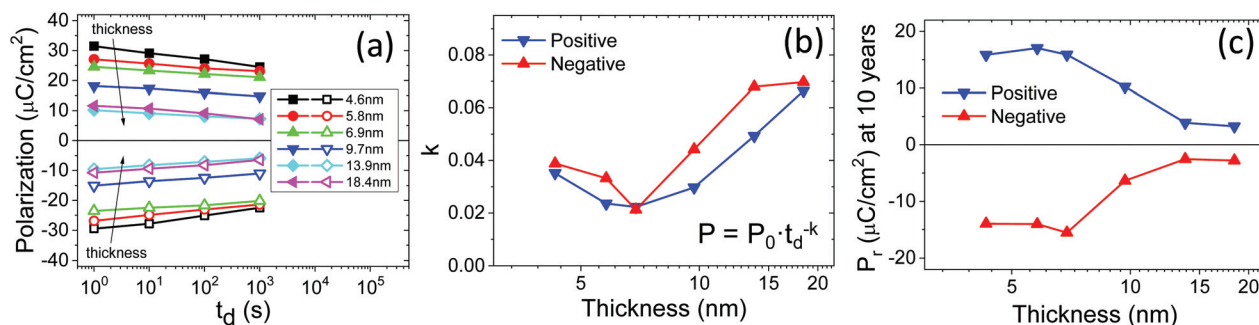 (a)
thickness
40
30
20
10
0
-10
-20
-30
-40
Polarization (μC/cm²)
4.6nm
5.8nm
6.9nm
9.7nm
13.9nm
18.4nm
thickness
10⁰ 10¹ 10² 10³ 10⁴ 10⁵
t_d (s)
(b)
Positive
Negative
0.1
0.08
0.06
0.04
0.02
0.00
k
P = P₀·t_d^-k
5 10 15 20
Thickness (nm)
(c)
Positive
Negative
20
10
0
-10
-20
P_r (μC/cm²) at 10 years
5 10 15 20
Thickness (nm)